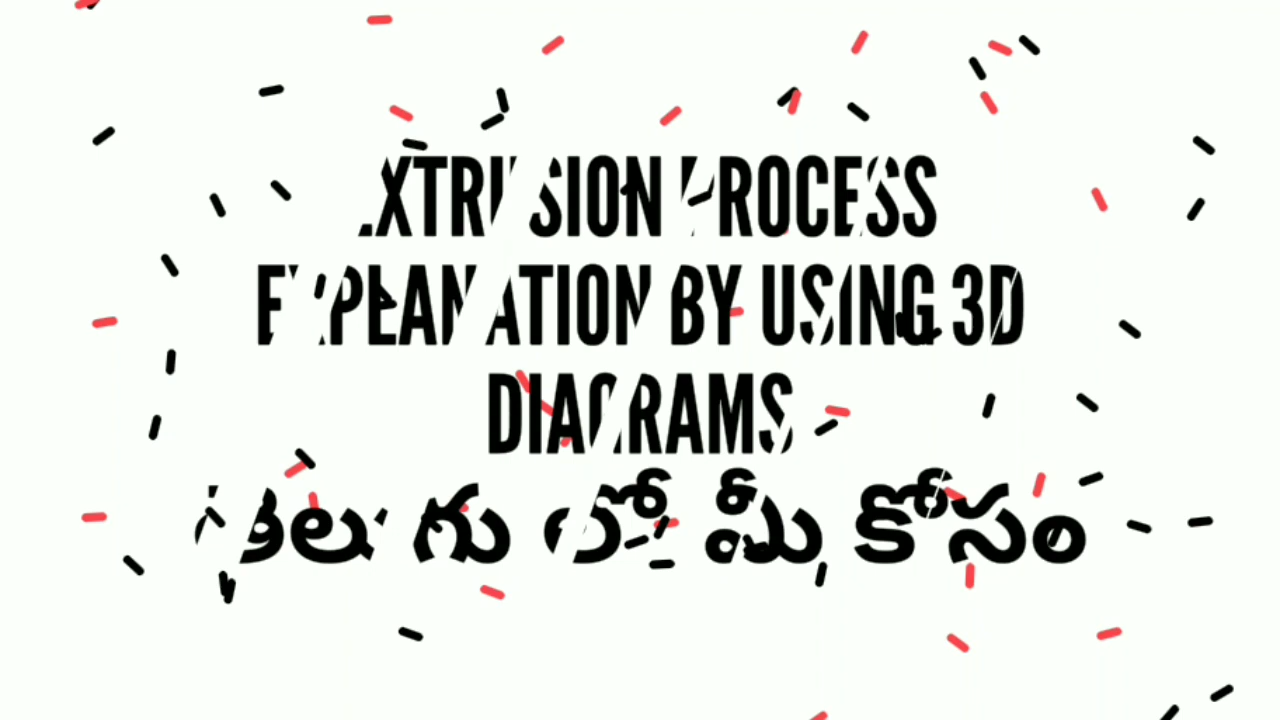 EXTRUSION PROCESS
EXPLANATION BY USING 3D
DIAGRAMS
తెలుగు లో మీ కోసం